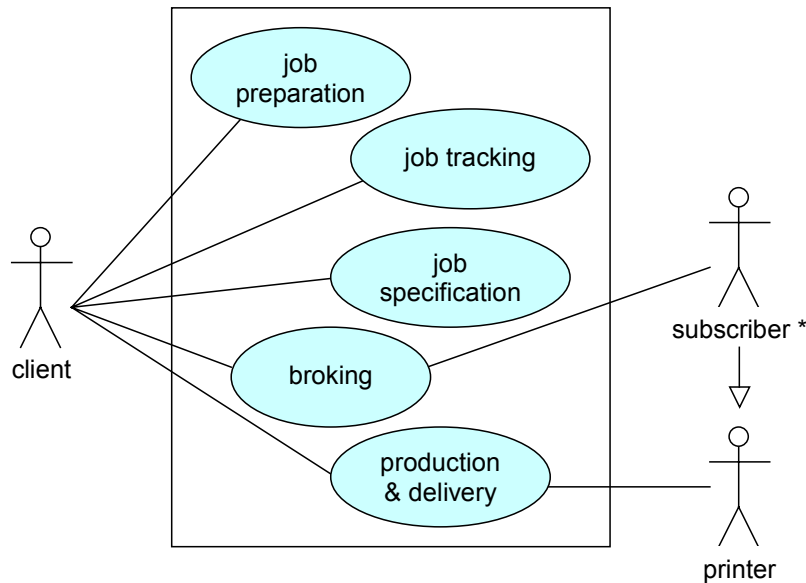 job
preparation
job tracking
job
specification
client
subscriber *
broking
production
& delivery
printer